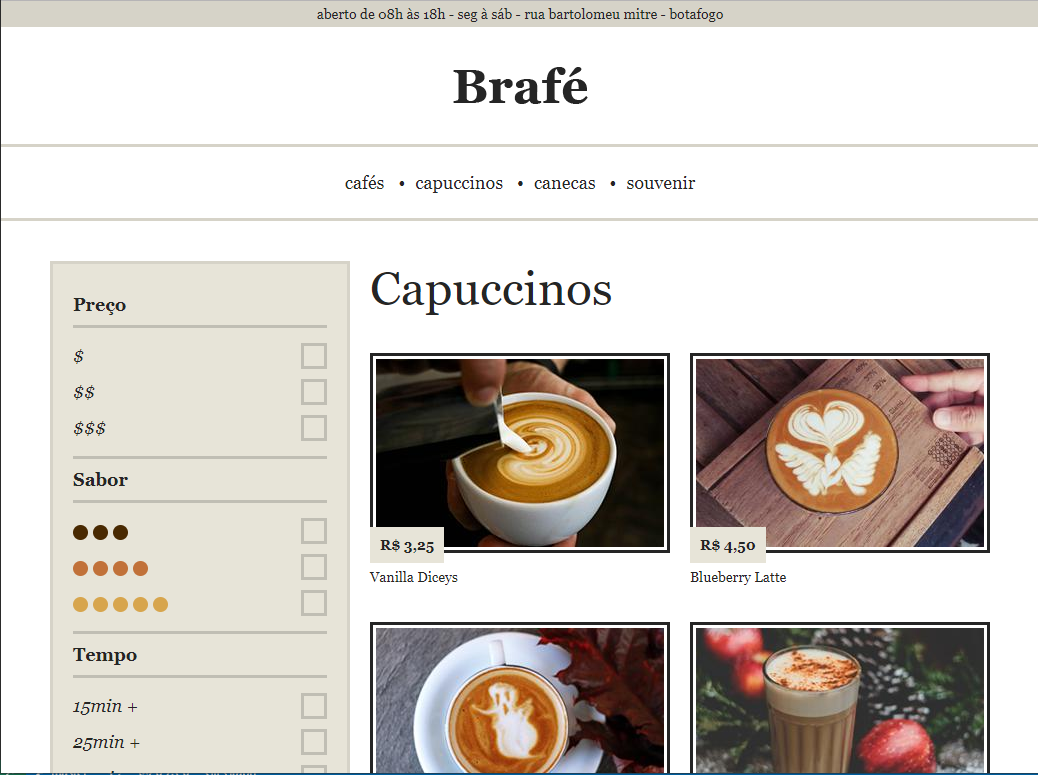 aberto de 08h às 18h - seg à sáb - rua bartolomeu mitre - botafogo
Brafé
cafés • capuccinos • canecas • souvenir
Preço
$
$$
$$$
Sabor
Tempo
15min +
25min +
Capuccinos
R$ 3,25
Vanilla Diceys
R$ 4,50
Blueberry Latte